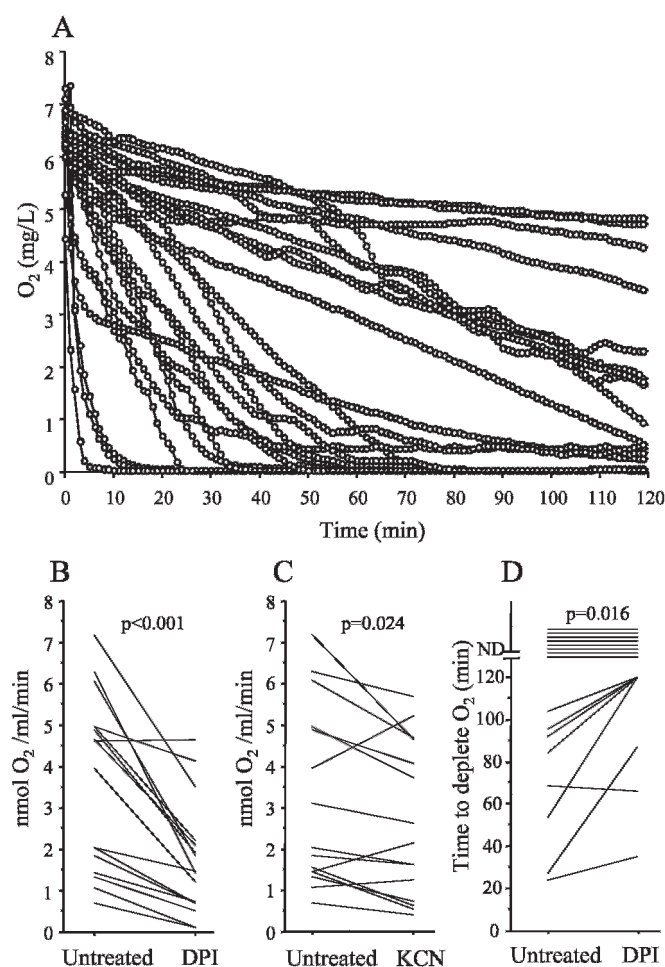 A
8
7
6
5
4
3
2
1
0
O2 (mg/L)
0 10 20 30 40 50 60 70 80 90 100 110 120
Time (min)
B
p<0.001
8
7
6
5
4
3
2
1
0
nmol O2 /ml/min
Untreated DPI
C
p=0.024
8
7
6
5
4
3
2
1
0
nmol O2 /ml/min
Untreated KCN
D
p=0.016
ND
120
100
80
60
40
20
0
Time to deplete O2 (min)
Untreated DPI